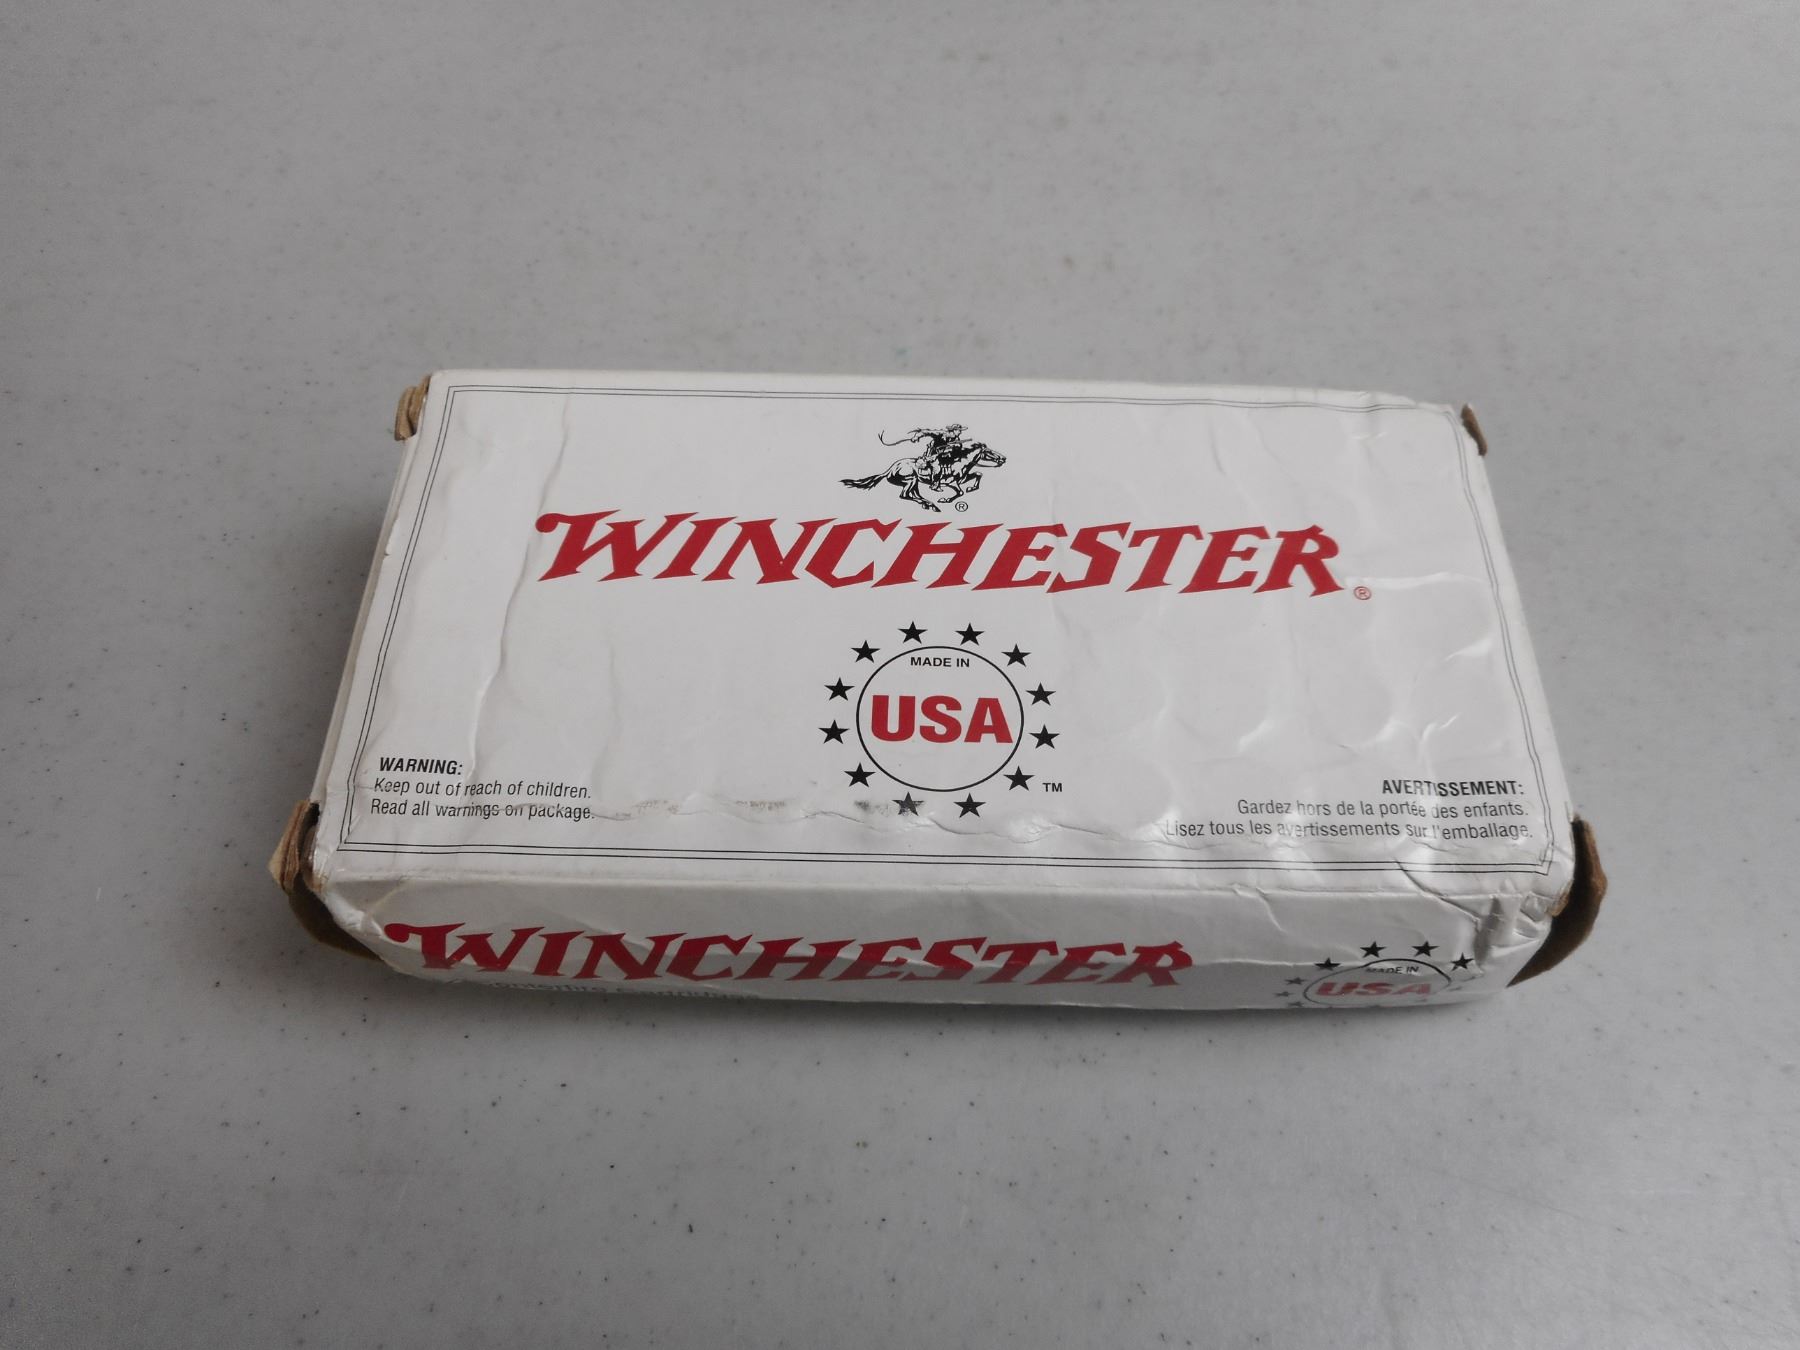 ®
WINCHESTER®
MADE IN
USA
™
WARNING:
Keep out of reach of children.
Read all warnings on package.
AVERTISSEMENT:
Gardez hors de la portée des enfants.
Lisez tous les avertissements sur l'emballage.
WINCHESTER
MADE IN
USA